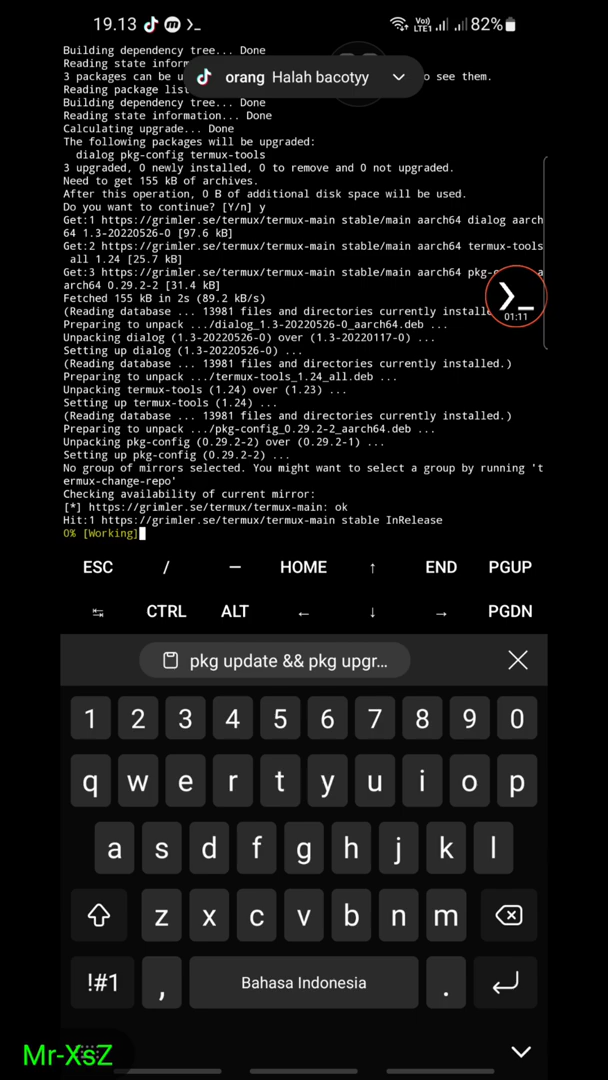 19.13 >_ Vo)) LTE1 82%
Building dependency tree... Done
Reading state infor
3 packages can be u o see them.
orang Halah bacotyy
Reading package lis
Building dependency tree... Done
Reading state information... Done
Calculating upgrade... Done
The following packages will be upgraded:
dialog pkg-config termux-tools
3 upgraded, 0 newly installed, 0 to remove and 0 not upgraded.
Need to get 155 kB of archives.
After this operation, 0 B of additional disk space will be used.
Do you want to continue? [Y/n] y
Get:1 https://grimler.se/termux/termux-main stable/main aarch64 dialog aarch
64 1.3-20220526-0 [97.6 kB]
Get:2 https://grimler.se/termux/termux-main stable/main aarch64 termux-tools
all 1.24 [25.7 kB]
Get:3 https://grimler.se/termux/termux-main stable/main aarch64 pkg- a
arch64 0.29.2-2 [31.4 kB]
Fetched 155 kB in 2s (89.2 kB/s)
(Reading database ... 13981 files and directories currently installe
>_
01:11
Preparing to unpack .../dialog_1.3-20220526-0_aarch64.deb ...
Unpacking dialog (1.3-20220526-0) over (1.3-20220117-0) ...
Setting up dialog (1.3-20220526-0) ...
(Reading database ... 13981 files and directories currently installed.)
Preparing to unpack .../termux-tools_1.24_all.deb ...
Unpacking termux-tools (1.24) over (1.23) ...
Setting up termux-tools (1.24) ...
(Reading database ... 13981 files and directories currently installed.)
Preparing to unpack .../pkg-config_0.29.2-2_aarch64.deb ...
Unpacking pkg-config (0.29.2-2) over (0.29.2-1) ...
Setting up pkg-config (0.29.2-2) ...
No group of mirrors selected. You might want to select a group by running 't
ermux-change-repo'
Checking availability of current mirror:
[*] https://grimler.se/termux/termux-main: ok
Hit:1 https://grimler.se/termux/termux-main stable InRelease
0% [Working]
ESC / — HOME ↑ END PGUP
↹ CTRL ALT ← ↓ → PGDN
pkg update && pkg upgr...
1 2 3 4 5 6 7 8 9 0
q w e r t y u i o p
a s d f g h j k l
z x c v b n m
!#1 , Bahasa Indonesia .
Mr-XsZ